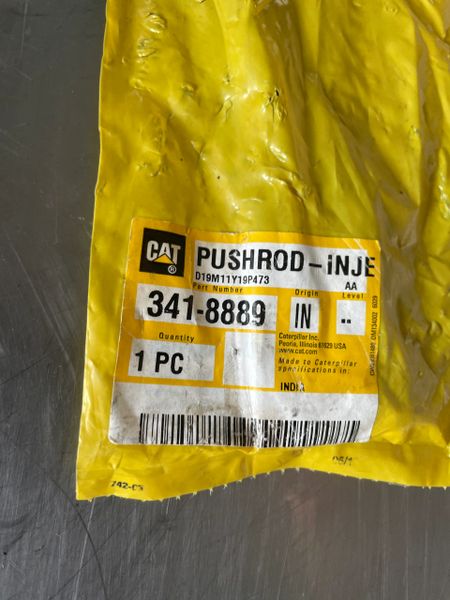 CAT
®
PUSHROD-iNJE
D19M11Y19P473
AA
Part Number
Origin
Level
341-8889
IN
--
Quantity
1 PC
Caterpillar Inc.
Peoria, Illinois 61629 USA
www.cat.com
Made to Caterpillar
specifications in:
INDIA